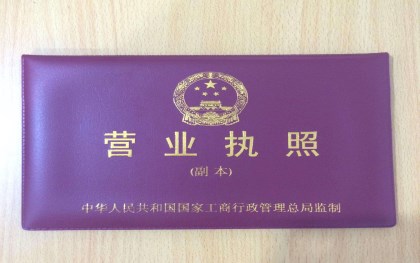 营业执照
(副本)
中华人民共和国国家工商行政管理总局监制